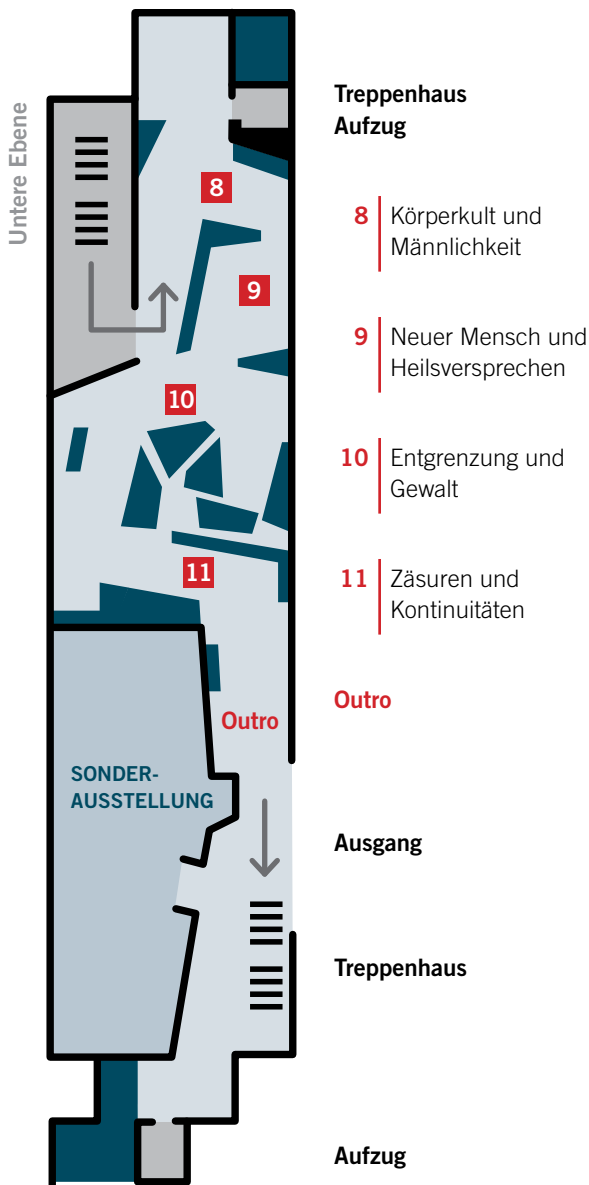 Untere Ebene
Treppenhaus
Aufzug
8
8 Körperkult und
Männlichkeit
9
9 Neuer Mensch und
Heilsversprechen
10
10 Entgrenzung und
Gewalt
11
11 Zäsuren und
Kontinuitäten
Outro
Outro
SONDER-
AUSSTELLUNG
Ausgang
Treppenhaus
Aufzug